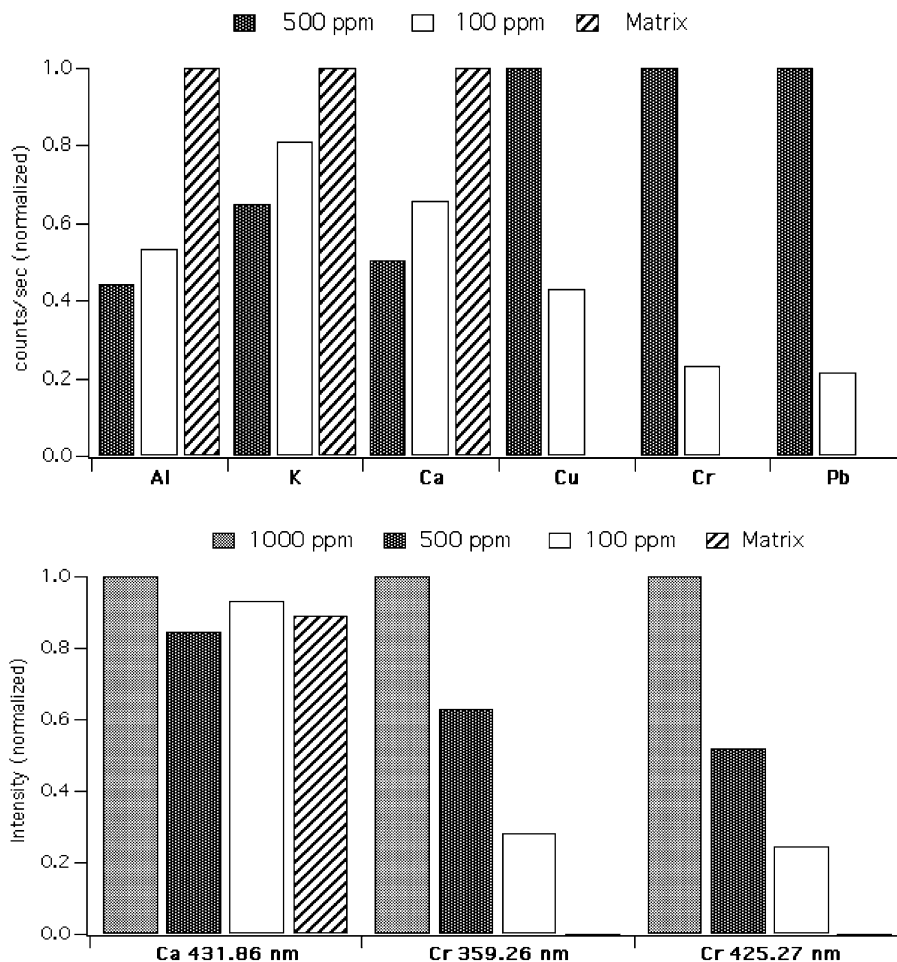 500 ppm 100 ppm Matrix
1.0
0.8
0.6
0.4
0.2
0.0
counts/sec (normalized)
Al K Ca Cu Cr Pb
1000 ppm 500 ppm 100 ppm Matrix
1.0
0.8
0.6
0.4
0.2
0.0
Intensity (normalized)
Ca 431.86 nm Cr 359.26 nm Cr 425.27 nm